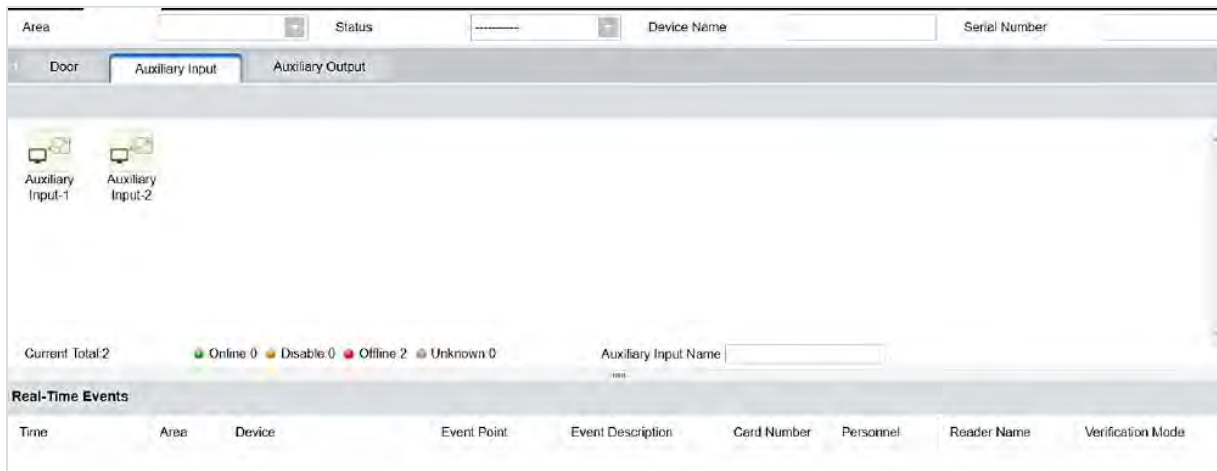 Area Status ---------- Device Name Serial Number
Door Auxiliary Input Auxiliary Output
Auxiliary Input-1 Auxiliary Input-2
Current Total:2 Online:0 Disable:0 Offline:2 Unknown:0 Auxiliary Input Name
Real-Time Events
Time Area Device Event Point Event Description Card Number Personnel Reader Name Verification Mode